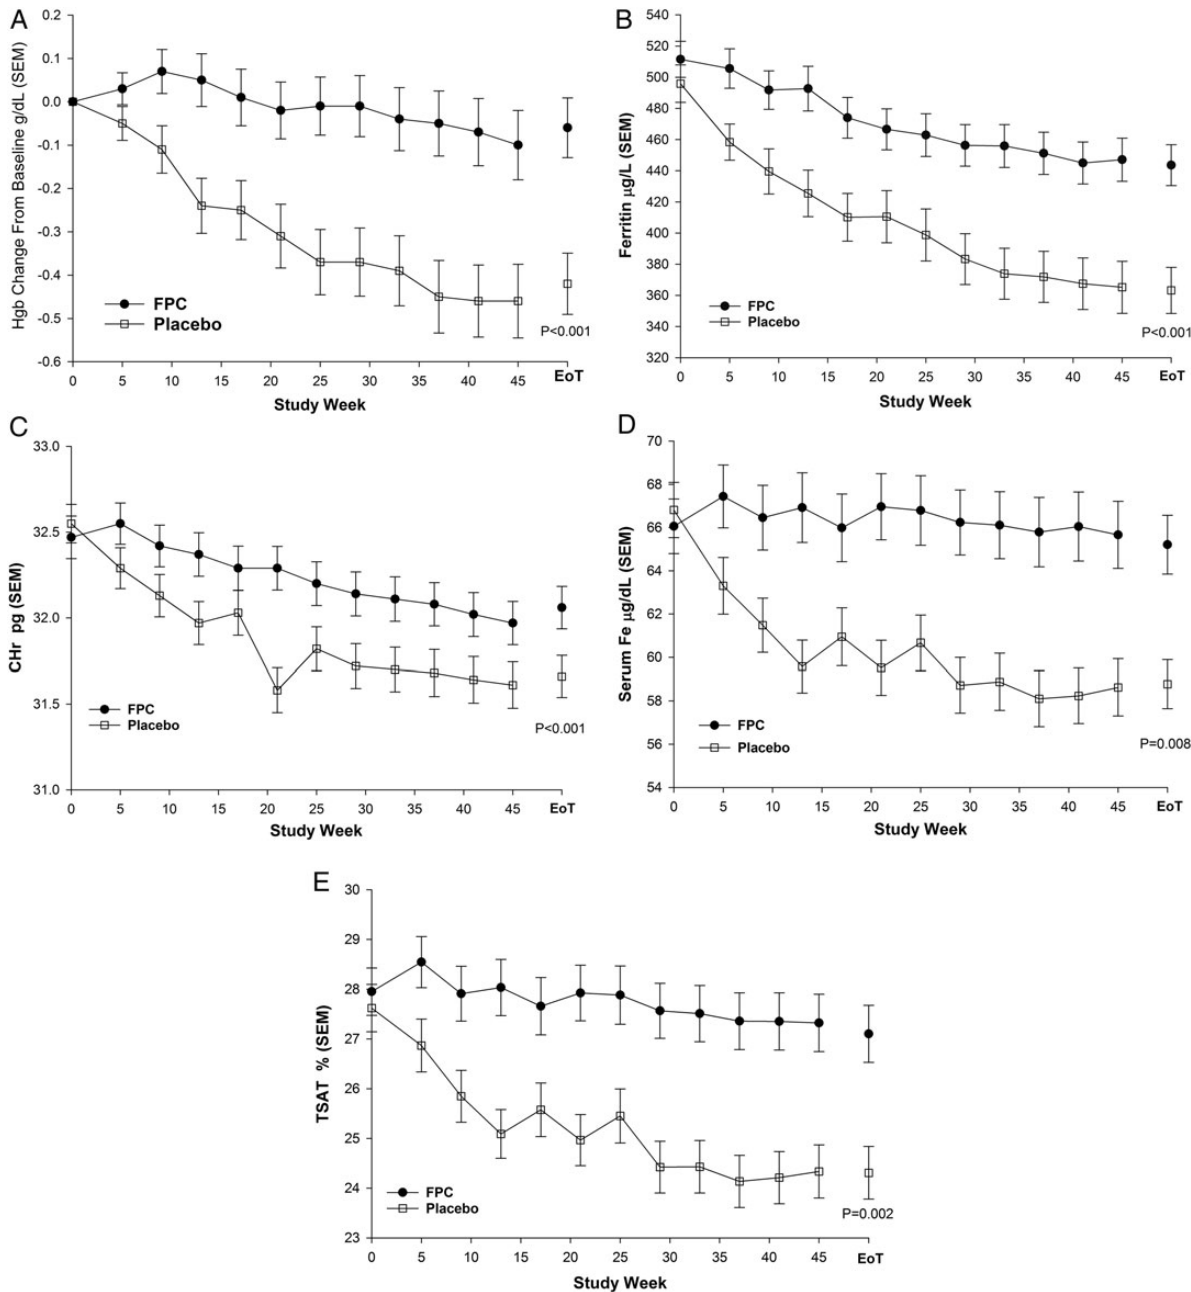 A
Hgb Change From Baseline g/dL (SEM)
0.2
0.1
0.0
-0.1
-0.2
-0.3
-0.4
-0.5
-0.6
FPC
Placebo
P<0.001
0 5 10 15 20 25 30 35 40 45 EoT
Study Week
B
Ferritin µg/L (SEM)
540
520
500
480
460
440
420
400
380
360
340
320
FPC
Placebo
P<0.001
0 5 10 15 20 25 30 35 40 45 EoT
Study Week
C
CHr pg (SEM)
33.0
32.5
32.0
31.5
31.0
FPC
Placebo
P<0.001
0 5 10 15 20 25 30 35 40 45 EoT
Study Week
D
Serum Fe µg/dL (SEM)
70
68
66
64
62
60
58
56
54
FPC
Placebo
P=0.008
0 5 10 15 20 25 30 35 40 45 EoT
Study Week
E
TSAT % (SEM)
30
29
28
27
26
25
24
23
FPC
Placebo
P=0.002
0 5 10 15 20 25 30 35 40 45 EoT
Study Week